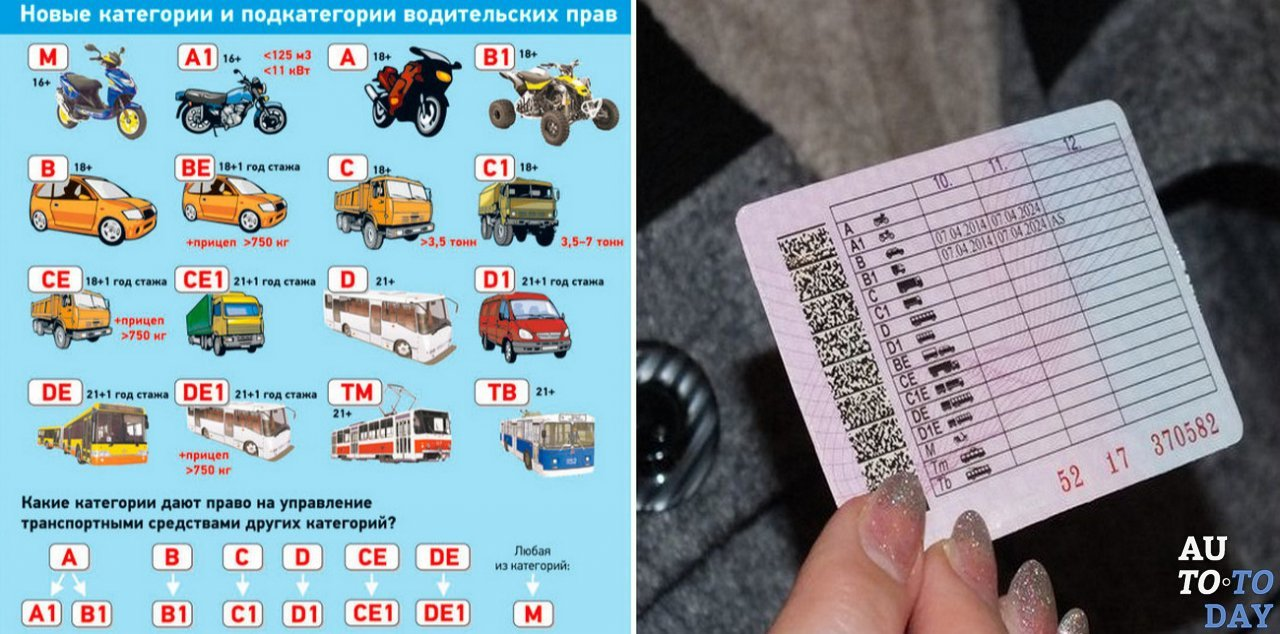 Новые категории и подкатегории водительских прав
M
16+
A1 16+ <125 м3
<11 кВт
A 18+
B1 18+
B 18+
BE 18+1 год стажа
+прицеп >750 кг
C 18+
>3,5 тонн
C1 18+
3,5–7 тонн
CE 18+1 год стажа
+прицеп
>750 кг
CE1 21+1 год стажа
D 21+
D1 21+1 год стажа
DE 21+1 год стажа
DE1 21+1 год стажа
+прицеп
>750 кг
TM
21+
TB 21+
Какие категории дают право на управление
транспортными средствами других категорий?
A B C D CE DE Любая
из категорий:
A1 B1 B1 C1 D1 CE1 DE1 M
10. 11. 12.
A
A1
B 07.04.2014 07.04.2024
B1 07.04.2014 07.04.2024 AS
C
C1
D
D1
BE
CE
C1E
DE
D1E
M
Tm
Tb
52 17 370582
AU
TO TO
DAY